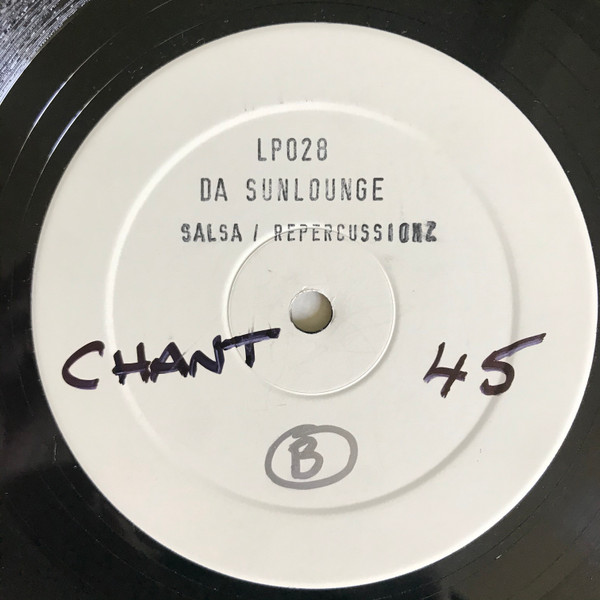 LP028
DA SUNLOUNGE
SALSA / REPERCUSSIONZ
CHANT 45
B